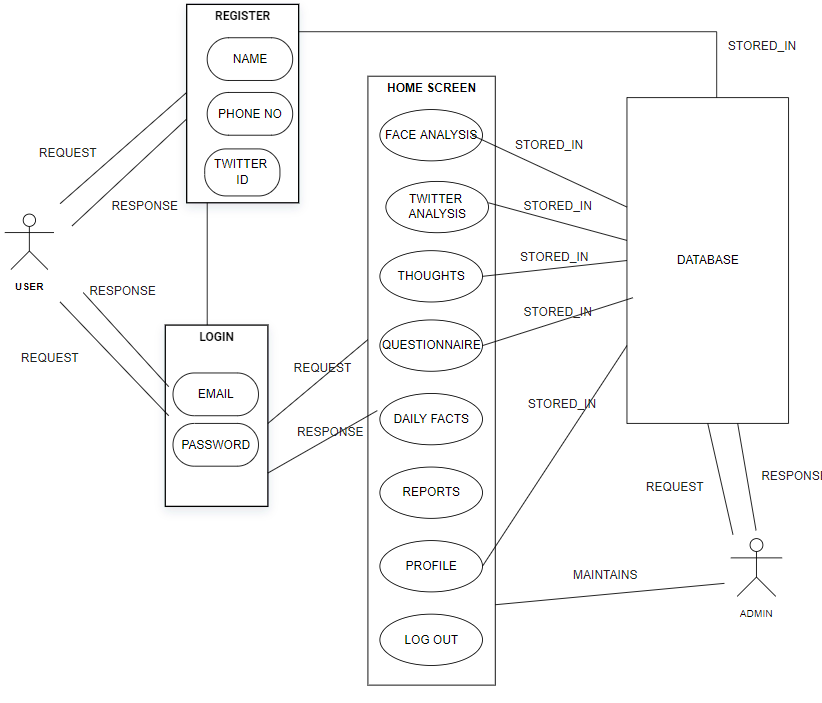 REGISTER
NAME
PHONE NO
TWITTER
ID
STORED_IN
REQUEST
RESPONSE
USER
RESPONSE
REQUEST
LOGIN
EMAIL
PASSWORD
REQUEST
RESPONSE
HOME SCREEN
FACE ANALYSIS
TWITTER
ANALYSIS
THOUGHTS
QUESTIONNAIRE
DAILY FACTS
REPORTS
PROFILE
LOG OUT
STORED_IN
STORED_IN
STORED_IN
STORED_IN
STORED_IN
DATABASE
REQUEST
RESPONSE
MAINTAINS
ADMIN